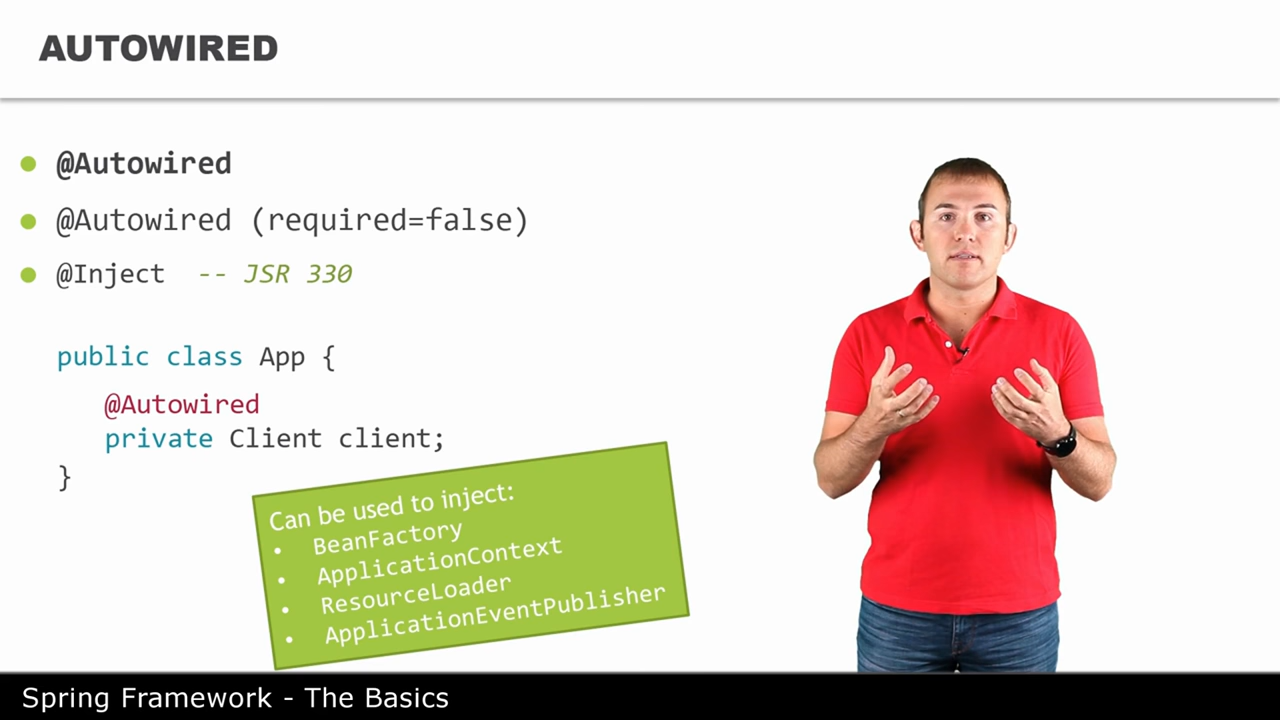 AUTOWIRED
@Autowired
@Autowired (required=false)
@Inject -- JSR 330
public class App {
@Autowired
private Client client;
}
Can be used to inject:
• BeanFactory
• ApplicationContext
• ResourceLoader
• ApplicationEventPublisher
Spring Framework - The Basics